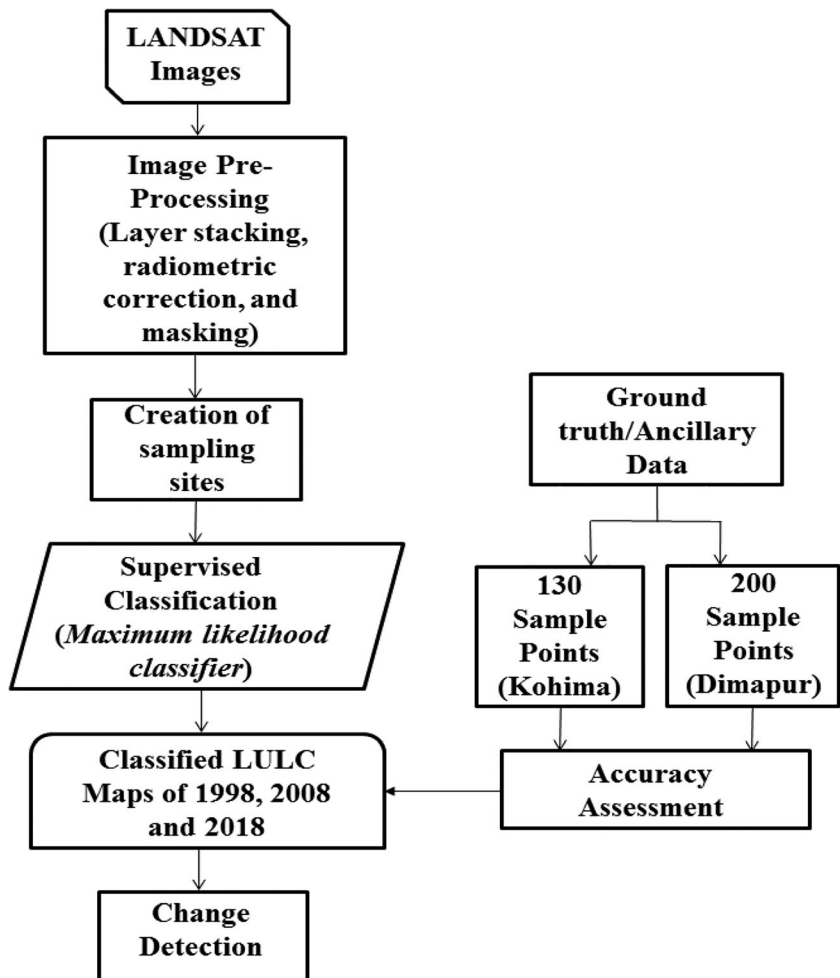 LANDSAT
Images
Image Pre-
Processing
(Layer stacking,
radiometric
correction, and
masking)
Creation of
sampling
sites
Supervised
Classification
(Maximum likelihood
classifier)
Classified LULC
Maps of 1998, 2008
and 2018
Change
Detection
Ground
truth/Ancillary
Data
130
Sample
Points
(Kohima)
200
Sample
Points
(Dimapur)
Accuracy
Assessment